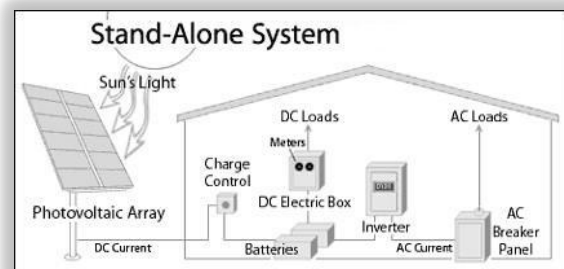 Stand-Alone System
Sun's Light
DC Loads
AC Loads
Meters
Charge
Control
DC Electric Box
Photovoltaic Array
Inverter
AC
Breaker
Panel
DC Current
Batteries
AC Current